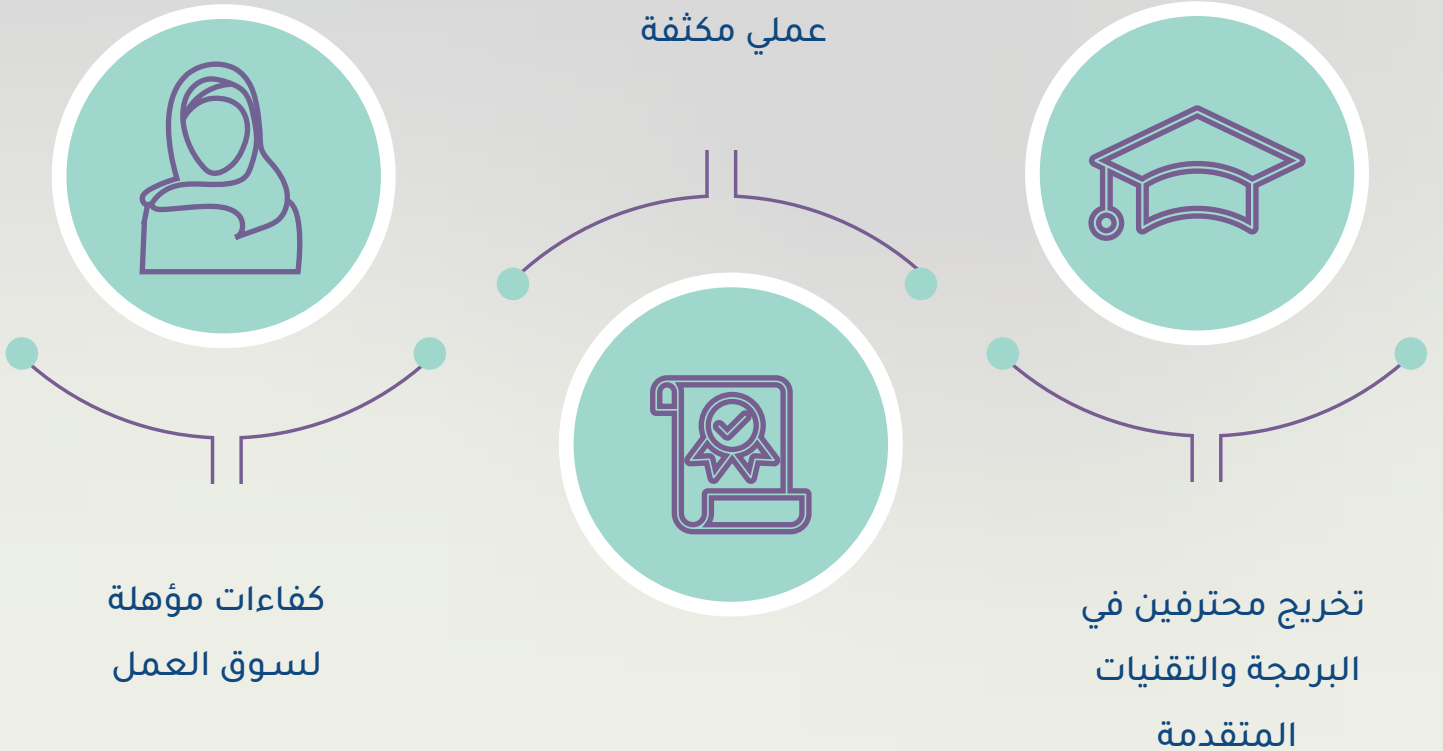 عملي مكثفة
تخريج محترفين في
البرمجة والتقنيات
المتقدمة
كفاءات مؤهلة
لسوق العمل